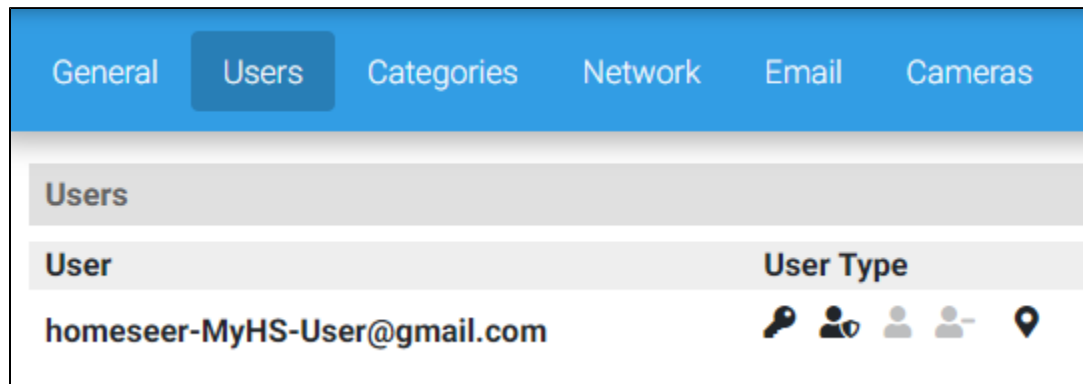 General Users Categories Network Email Cameras
Users
User User Type
homeseer-MyHS-User@gmail.com